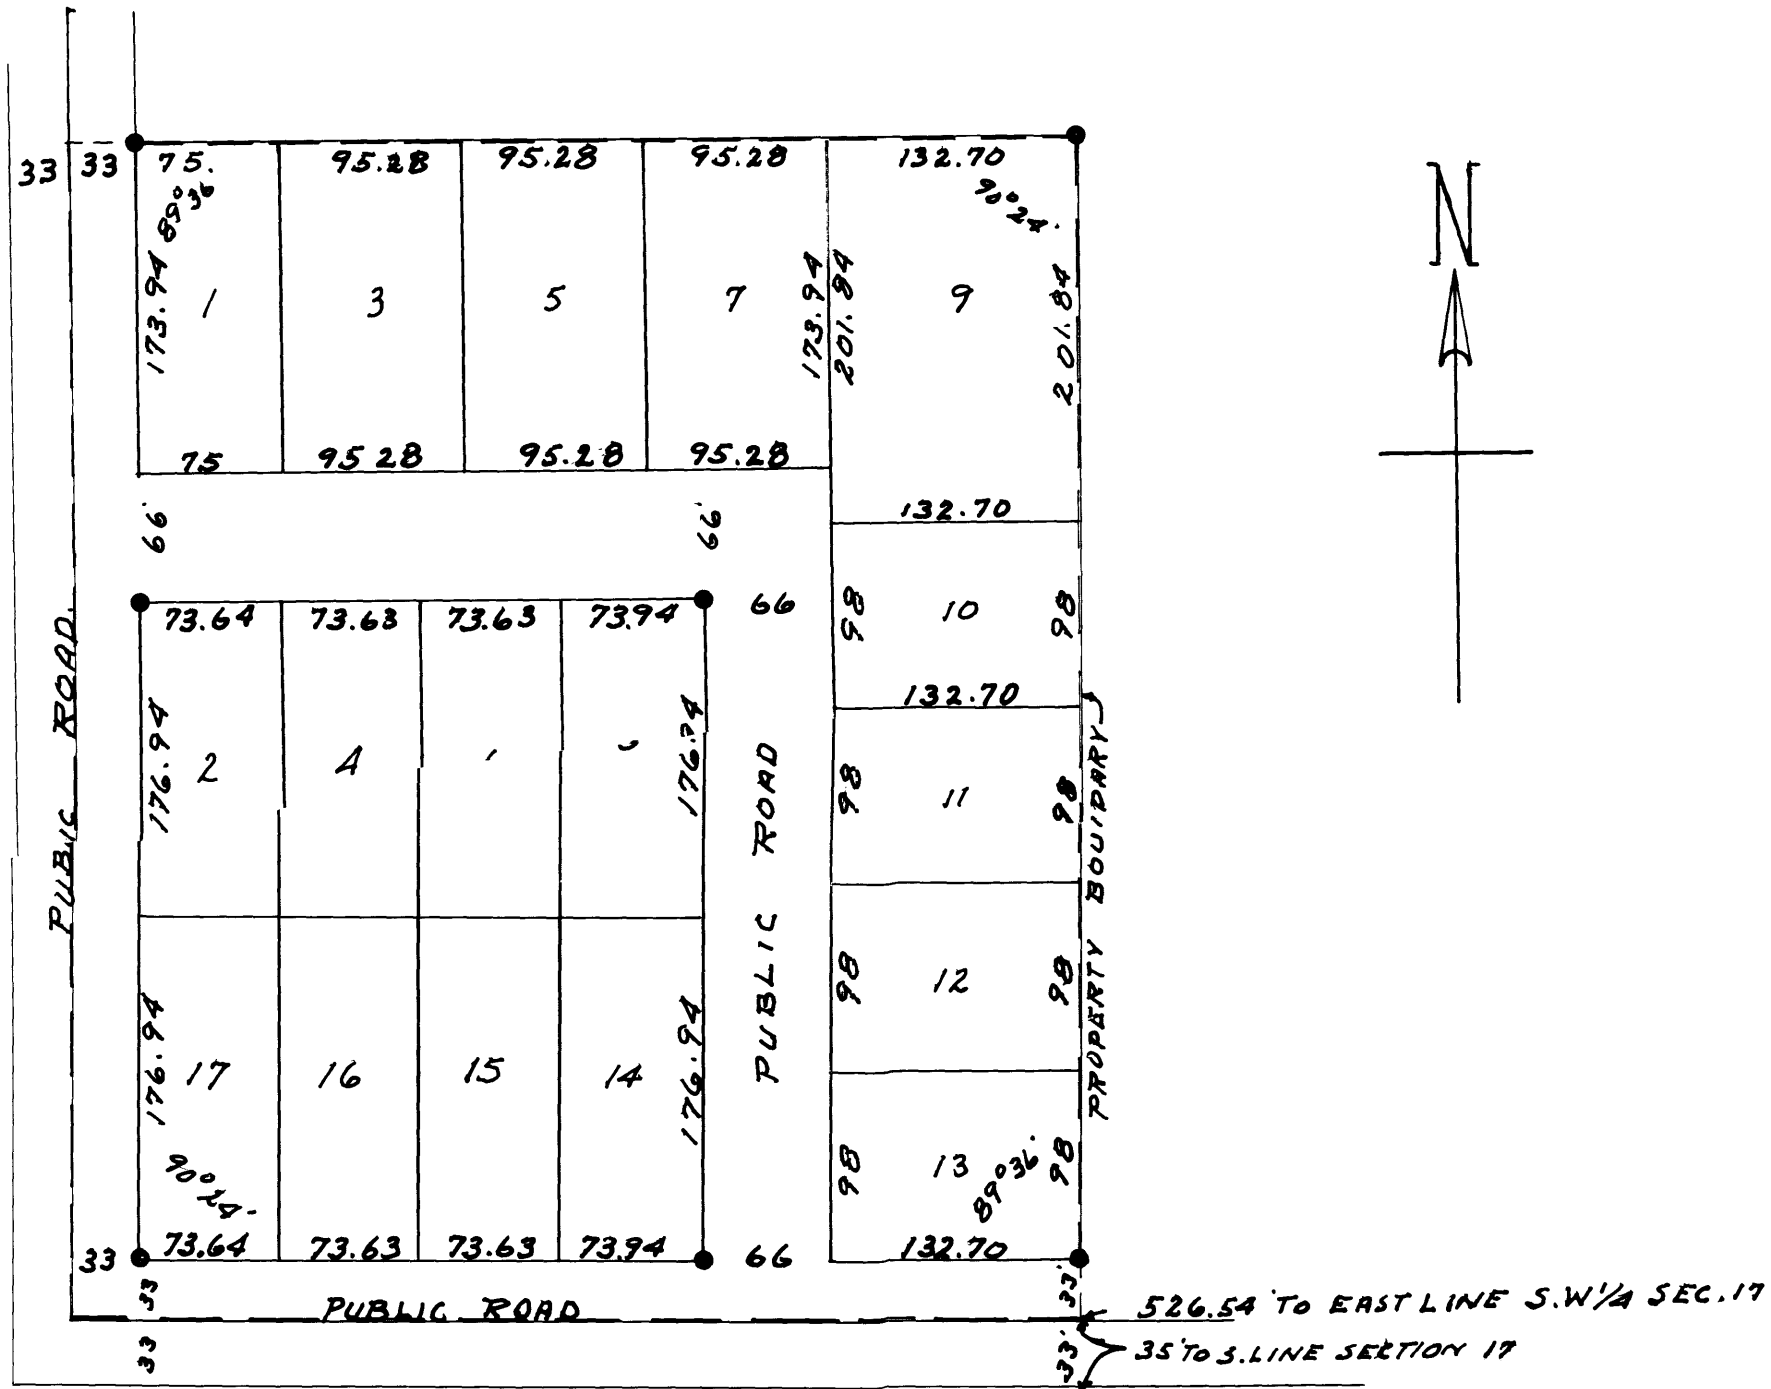 33 33 75. 95.28 95.28 95.28 132.70
89°36 90°24'
173.94 1 3 5 7 173.94 201.84 9 201.84
N
75 95 28 95.28 95.28
132.70
66' 66'
73.64 73.63 73.63 73.94 66
98 10 98
132.70
PUBLIC ROAD.
176.94 2 4 176.94
98 11 98
PUBLIC ROAD
PROPERTY BOUIDARY
98 12 98
176.94 17 16 15 14 176.94
98 13 98
90°24' 89°36'
33 73.64 73.63 73.63 73.94 66 132.70
33 PUBLIC ROAD 33'
526.54' TO EAST LINE S.W 1/4 SEC. 17
33 33'
35' TO S. LINE SECTION 17